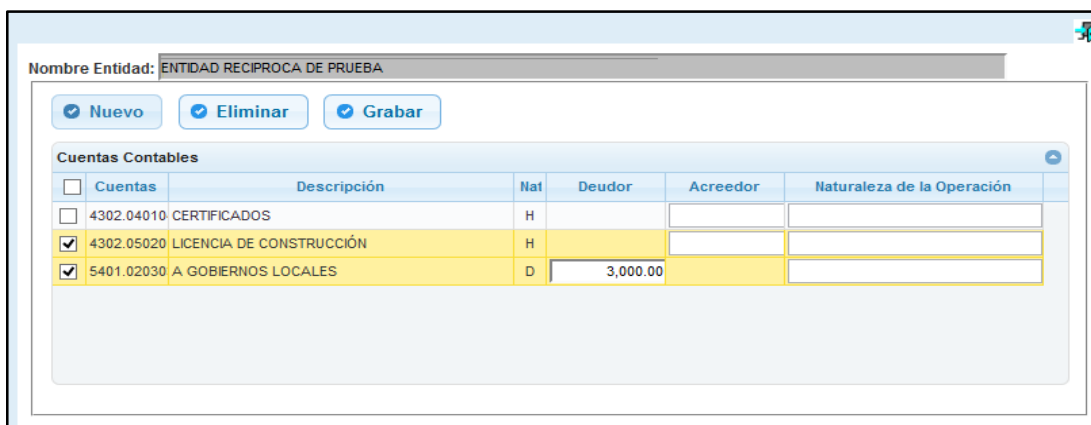 Nombre Entidad: ENTIDAD RECIPROCA DE PRUEBA
Nuevo Eliminar Grabar
Cuentas Contables
Cuentas Descripción Nat Deudor Acreedor Naturaleza de la Operación
4302.04010 CERTIFICADOS H
4302.05020 LICENCIA DE CONSTRUCCIÓN H
5401.02030 A GOBIERNOS LOCALES D 3,000.00